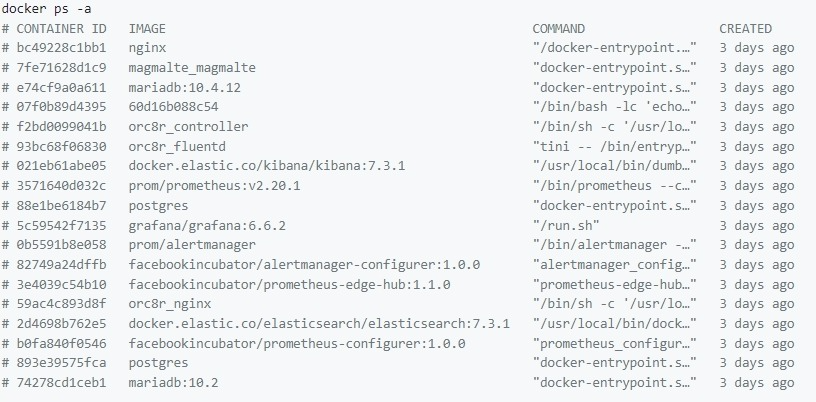 docker ps -a
# CONTAINER ID IMAGE COMMAND CREATED
# bc49228c1bb1 nginx "/docker-entrypoint.…" 3 days ago
# 7fe71628d1c9 magmalte_magmalte "docker-entrypoint.s…" 3 days ago
# e74cf9a0a611 mariadb:10.4.12 "docker-entrypoint.s…" 3 days ago
# 07f0b89d4395 60d16b088c54 "/bin/bash -lc 'echo…" 3 days ago
# f2bd0099041b orc8r_controller "/bin/sh -c '/usr/lo…" 3 days ago
# 93bc68f06830 orc8r_fluentd "tini -- /bin/entryp…" 3 days ago
# 021eb61abe05 docker.elastic.co/kibana/kibana:7.3.1 "/usr/local/bin/dumb…" 3 days ago
# 3571640d032c prom/prometheus:v2.20.1 "/bin/prometheus --c…" 3 days ago
# 88e1be6184b7 postgres "docker-entrypoint.s…" 3 days ago
# 5c59542f7135 grafana/grafana:6.6.2 "/run.sh" 3 days ago
# 0b5591b8e058 prom/alertmanager "/bin/alertmanager -…" 3 days ago
# 82749a24dffb facebookincubator/alertmanager-configurer:1.0.0 "alertmanager_config…" 3 days ago
# 3e4039c54b10 facebookincubator/prometheus-edge-hub:1.1.0 "prometheus-edge-hub…" 3 days ago
# 59ac4c893d8f orc8r_nginx "/bin/sh -c '/usr/lo…" 3 days ago
# 2d4698b762e5 docker.elastic.co/elasticsearch/elasticsearch:7.3.1 "/usr/local/bin/dock…" 3 days ago
# b0fa840f0546 facebookincubator/prometheus-configurer:1.0.0 "prometheus_configur…" 3 days ago
# 893e39575fca postgres "docker-entrypoint.s…" 3 days ago
# 74278cd1ceb1 mariadb:10.2 "docker-entrypoint.s…" 3 days ago